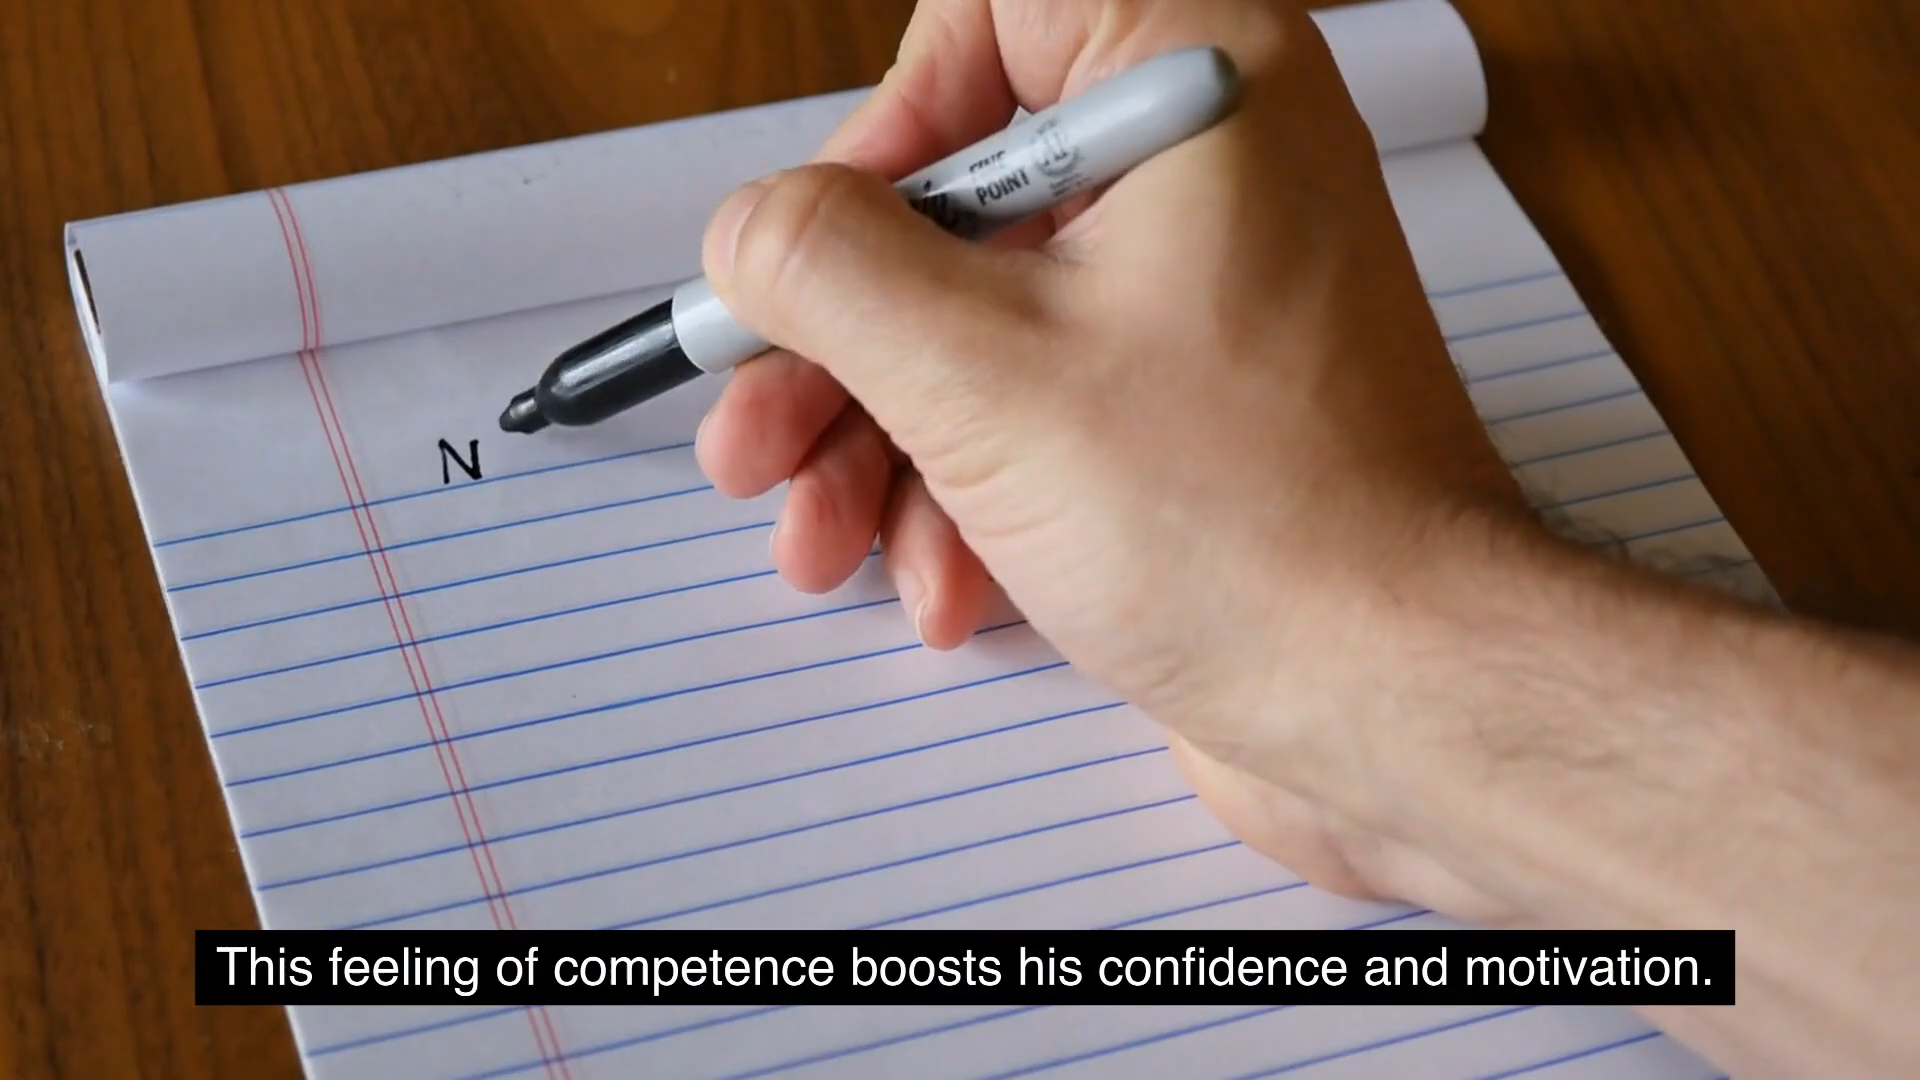 FINE
POINT
N
This feeling of competence boosts his confidence and motivation.